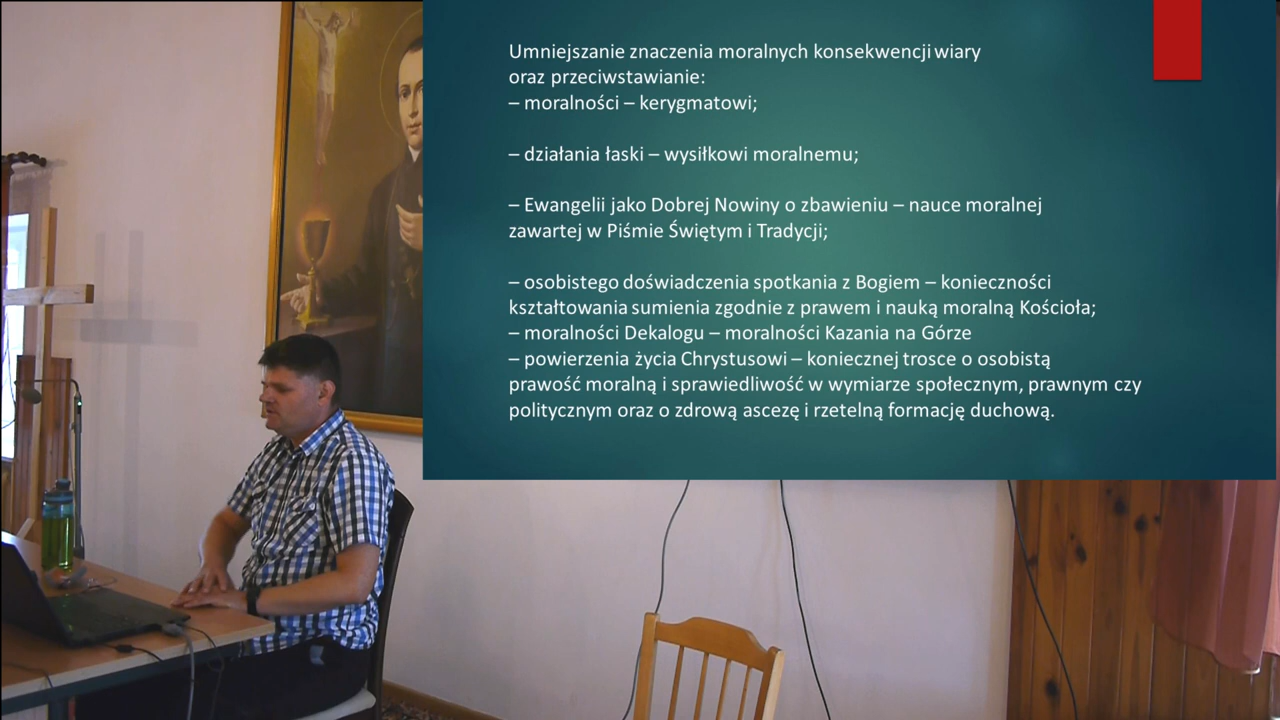 Umniejszanie znaczenia moralnych konsekwencji wiary
oraz przeciwstawianie:
– moralności – kerygmatowi;
– działania łaski – wysiłkowi moralnemu;
– Ewangelii jako Dobrej Nowiny o zbawieniu – nauce moralnej
zawartej w Piśmie Świętym i Tradycji;
– osobistego doświadczenia spotkania z Bogiem – konieczności
kształtowania sumienia zgodnie z prawem i nauką moralną Kościoła;
– moralności Dekalogu – moralności Kazania na Górze
– powierzenia życia Chrystusowi – koniecznej trosce o osobistą
prawość moralną i sprawiedliwość w wymiarze społecznym, prawnym czy
politycznym oraz o zdrową ascezę i rzetelną formację duchową.